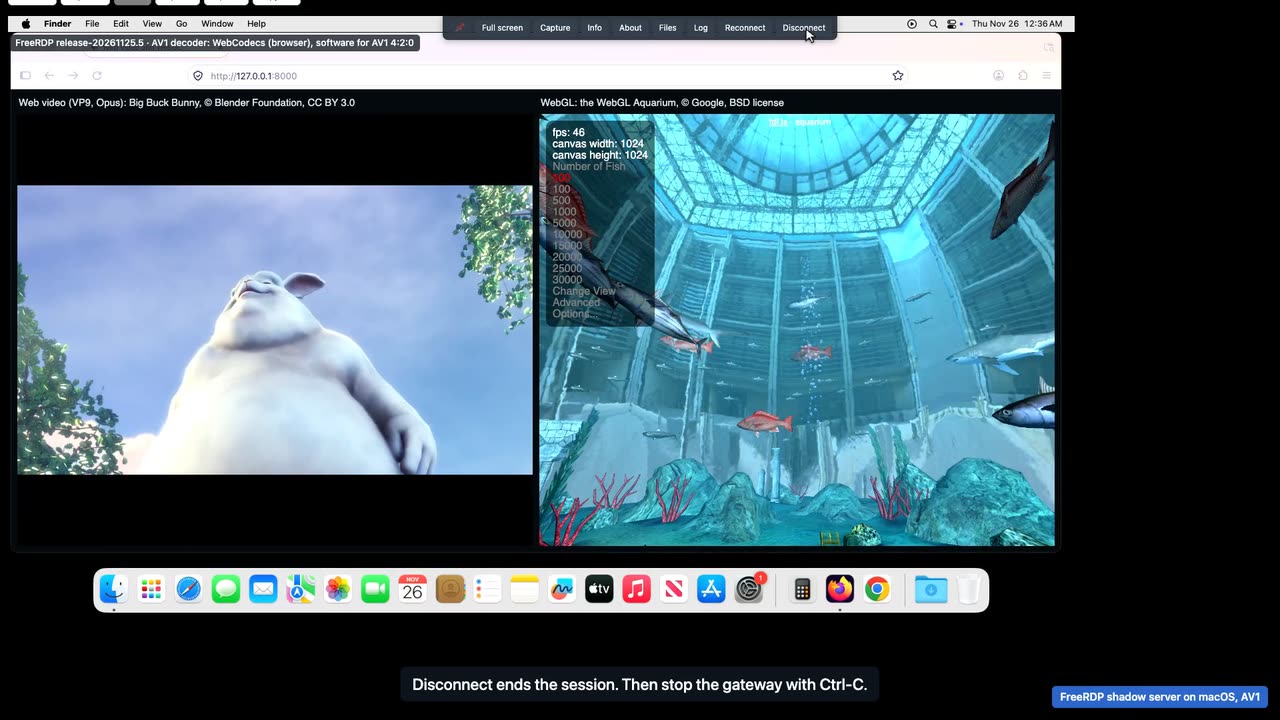 Finder File Edit View Go Window Help
Full screen Capture Info About Files Log Reconnect Disconnect
Thu Nov 26 12:36 AM
FreeRDP release-20261125.5 · AV1 decoder: WebCodecs (browser), software for AV1 4:2:0
http://127.0.0.1:8000
Web video (VP9, Opus): Big Buck Bunny, © Blender Foundation, CC BY 3.0
WebGL: the WebGL Aquarium, © Google, BSD license
aquarium
fps: 46
canvas width: 1024
canvas height: 1024
Number of Fish
100
500
1000
5000
10000
15000
20000
25000
30000
Change View
Advanced
Options...
NOV
26
tv
1
Disconnect ends the session. Then stop the gateway with Ctrl-C.
FreeRDP shadow server on macOS, AV1